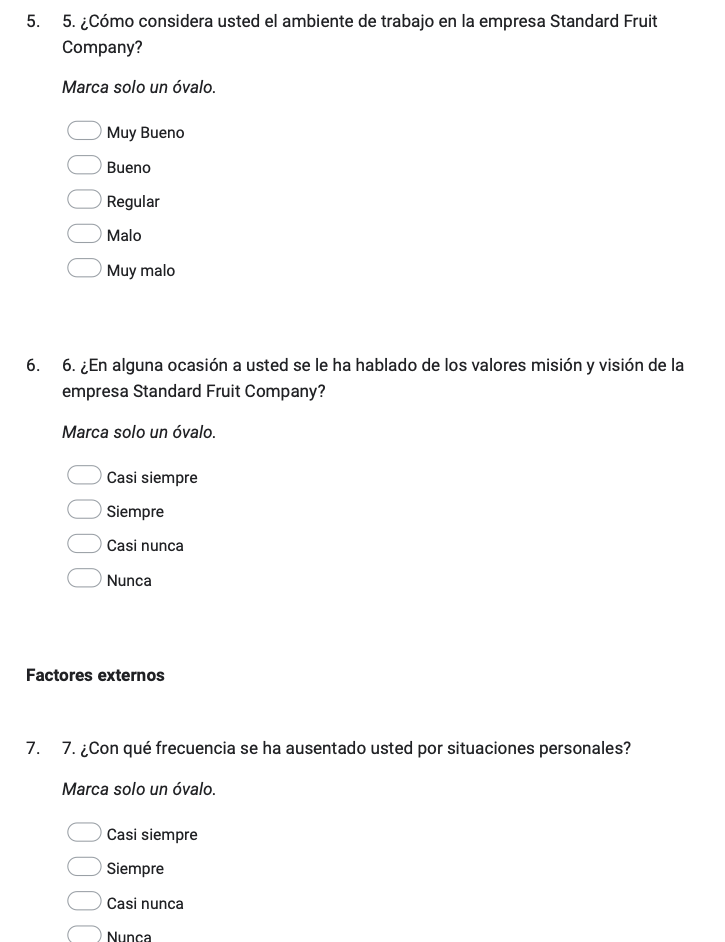 5. 5. ¿Cómo considera usted el ambiente de trabajo en la empresa Standard Fruit
Company?
Marca solo un óvalo.
Muy Bueno
Bueno
Regular
Malo
Muy malo
6. 6. ¿En alguna ocasión a usted se le ha hablado de los valores misión y visión de la
empresa Standard Fruit Company?
Marca solo un óvalo.
Casi siempre
Siempre
Casi nunca
Nunca
Factores externos
7. 7. ¿Con qué frecuencia se ha ausentado usted por situaciones personales?
Marca solo un óvalo.
Casi siempre
Siempre
Casi nunca
Nunca